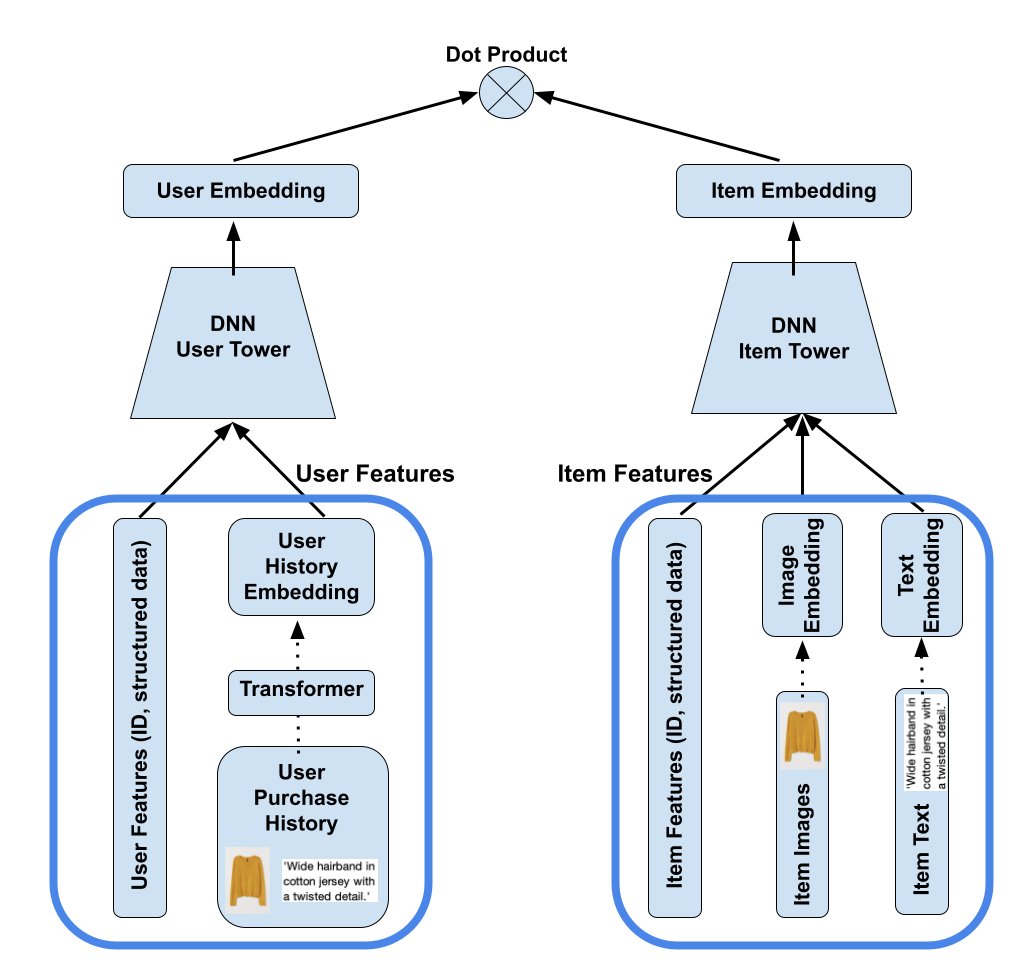 Dot Product
User Embedding
Item Embedding
DNN
User Tower
DNN
Item Tower
User Features
Item Features
User Features (ID, structured data)
User
History
Embedding
Transformer
User
Purchase
History
'Wide hairband in
cotton jersey with
a twisted detail.'
Item Features (ID, structured data)
Image
Embedding
Item Images
Text
Embedding
'Wide hairband in
cotton jersey with
a twisted detail.'
Item Text